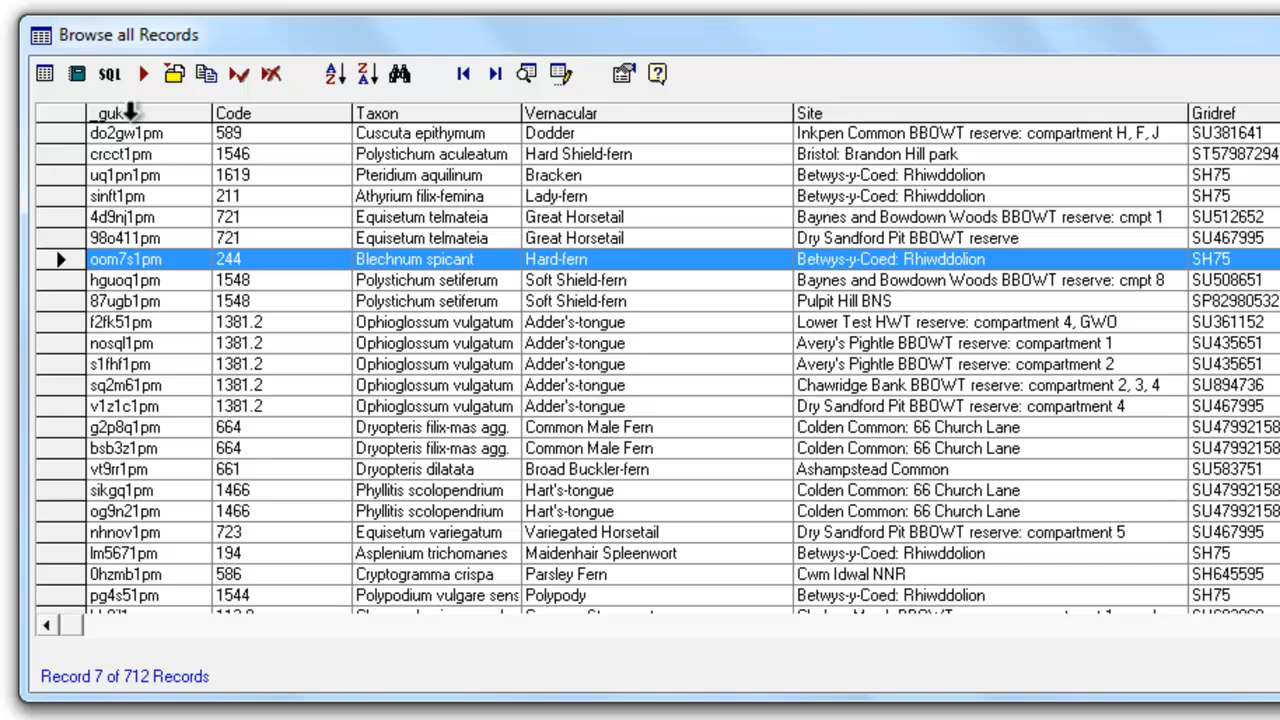 Browse all Records
SQL
_guk Code Taxon Vernacular Site Gridref
do2gw1pm 589 Cuscuta epithymum Dodder Inkpen Common BBOWT reserve: compartment H, F, J SU381641
crcct1pm 1546 Polystichum aculeatum Hard Shield-fern Bristol: Brandon Hill park ST57987294
uq1pn1pm 1619 Pteridium aquilinum Bracken Betwys-y-Coed: Rhiwddolion SH75
sinft1pm 211 Athyrium filix-femina Lady-fern Betwys-y-Coed: Rhiwddolion SH75
4d9nj1pm 721 Equisetum telmateia Great Horsetail Baynes and Bowdown Woods BBOWT reserve: cmpt 1 SU512652
98o411pm 721 Equisetum telmateia Great Horsetail Dry Sandford Pit BBOWT reserve SU467995
oom7s1pm 244 Blechnum spicant Hard-fern Betwys-y-Coed: Rhiwddolion SH75
hguoq1pm 1548 Polystichum setiferum Soft Shield-fern Baynes and Bowdown Woods BBOWT reserve: cmpt 8 SU508651
87ugb1pm 1548 Polystichum setiferum Soft Shield-fern Pulpit Hill BNS SP82980532
f2fk51pm 1381.2 Ophioglossum vulgatum Adder's-tongue Lower Test HWT reserve: compartment 4, GWO SU361152
nosql1pm 1381.2 Ophioglossum vulgatum Adder's-tongue Avery's Pightle BBOWT reserve: compartment 1 SU435651
s1fhf1pm 1381.2 Ophioglossum vulgatum Adder's-tongue Avery's Pightle BBOWT reserve: compartment 2 SU435651
sq2m61pm 1381.2 Ophioglossum vulgatum Adder's-tongue Chawridge Bank BBOWT reserve: compartment 2, 3, 4 SU894736
v1z1c1pm 1381.2 Ophioglossum vulgatum Adder's-tongue Dry Sandford Pit BBOWT reserve: compartment 4 SU467995
g2p8q1pm 664 Dryopteris filix-mas agg. Common Male Fern Colden Common: 66 Church Lane SU47992158
bsb3z1pm 664 Dryopteris filix-mas agg. Common Male Fern Colden Common: 66 Church Lane SU47992158
vt9rr1pm 661 Dryopteris dilatata Broad Buckler-fern Ashampstead Common SU583751
sikgq1pm 1466 Phyllitis scolopendrium Hart's-tongue Colden Common: 66 Church Lane SU47992158
og9n21pm 1466 Phyllitis scolopendrium Hart's-tongue Colden Common: 66 Church Lane SU47992158
nhnov1pm 723 Equisetum variegatum Variegated Horsetail Dry Sandford Pit BBOWT reserve: compartment 5 SU467995
lm5671pm 194 Asplenium trichomanes Maidenhair Spleenwort Betwys-y-Coed: Rhiwddolion SH75
0hzmb1pm 586 Cryptogramma crispa Parsley Fern Cwm Idwal NNR SH645595
pg4s51pm 1544 Polypodium vulgare sens Polypody Betwys-y-Coed: Rhiwddolion SH75
Record 7 of 712 Records